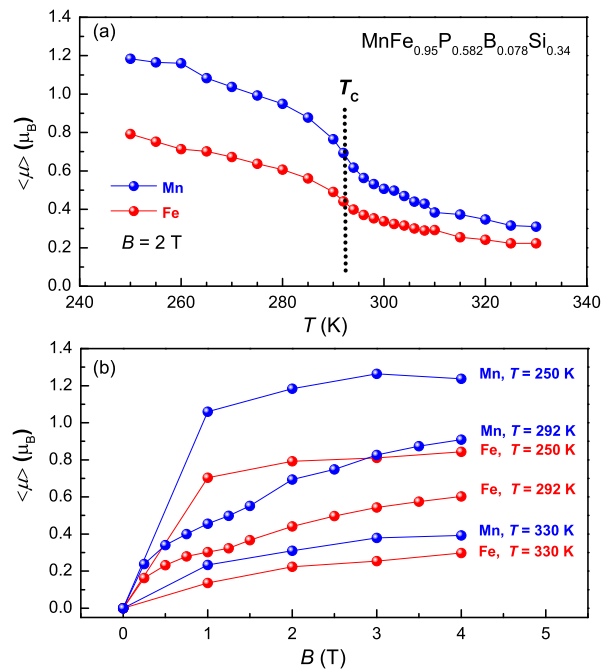 (a)
MnFe0.95P0.582B0.078Si0.34
TC
<μ> (μB)
1.4
1.2
1.0
0.8
0.6
0.4
0.2
0.0
Mn
Fe
B = 2 T
240
260
280
300
320
340
T (K)
(b)
<μ> (μB)
1.4
1.2
1.0
0.8
0.6
0.4
0.2
0.0
Mn, T = 250 K
Mn, T = 292 K
Fe, T = 250 K
Fe, T = 292 K
Mn, T = 330 K
Fe, T = 330 K
0
1
2
3
4
5
B (T)